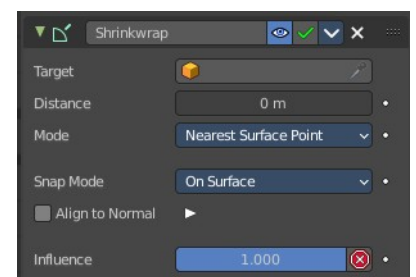 Shrinkwrap
Target
Distance 0 m
Mode Nearest Surface Point
Snap Mode On Surface
Align to Normal
Influence 1.000